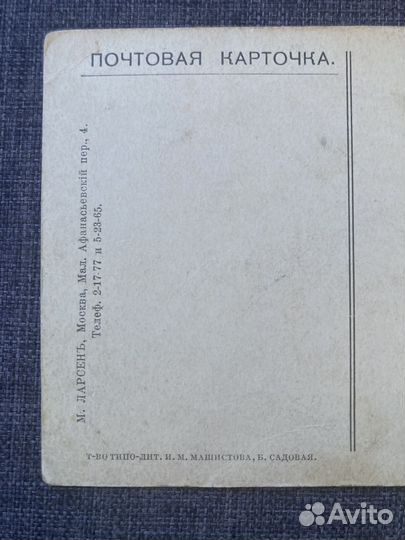 ПОЧТОВАЯ КАРТОЧКА.
М. ЛАРСЕНЪ, Москва, Мал. Афанасьевскій пер., 4.
Телеф. 2-17-77 и 5-23-65.
Т-ВО ТИПО-ЛИТ. И. М. МАШИСТОВА, Б. САДОВАЯ.
Avito